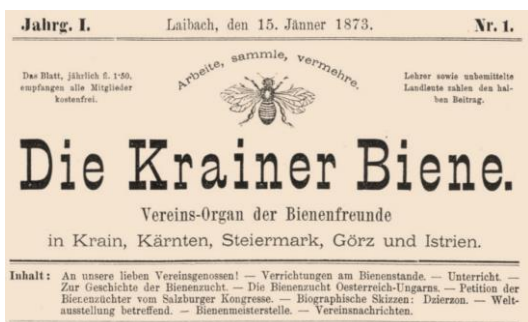 Jahrg. I.
Laibach, den 15. Jänner 1873.
Nr. 1.
Arbeite, sammle, vermehre.
Das Blatt, jährlich fl. 1·50,
empfangen alle Mitglieder
kostenfrei.
Lehrer sowie unbemittelte
Landleute zahlen den hal-
ben Beitrag.
Die Krainer Biene.
Vereins-Organ der Bienenfreunde
in Krain, Kärnten, Steiermark, Görz und Istrien.
Inhalt: An unsere lieben Vereinsgenossen! — Verrichtungen am Bienenstande. — Unterricht. —
Zur Geschichte der Bienenzucht. — Die Bienenzucht Oesterreich-Ungarns. — Petition der
Bienenzüchter vom Salzburger Kongresse. — Biographische Skizzen: Dzierzon. — Welt-
ausstellung betreffend. — Bienenmeisterstelle. — Vereinsnachrichten.